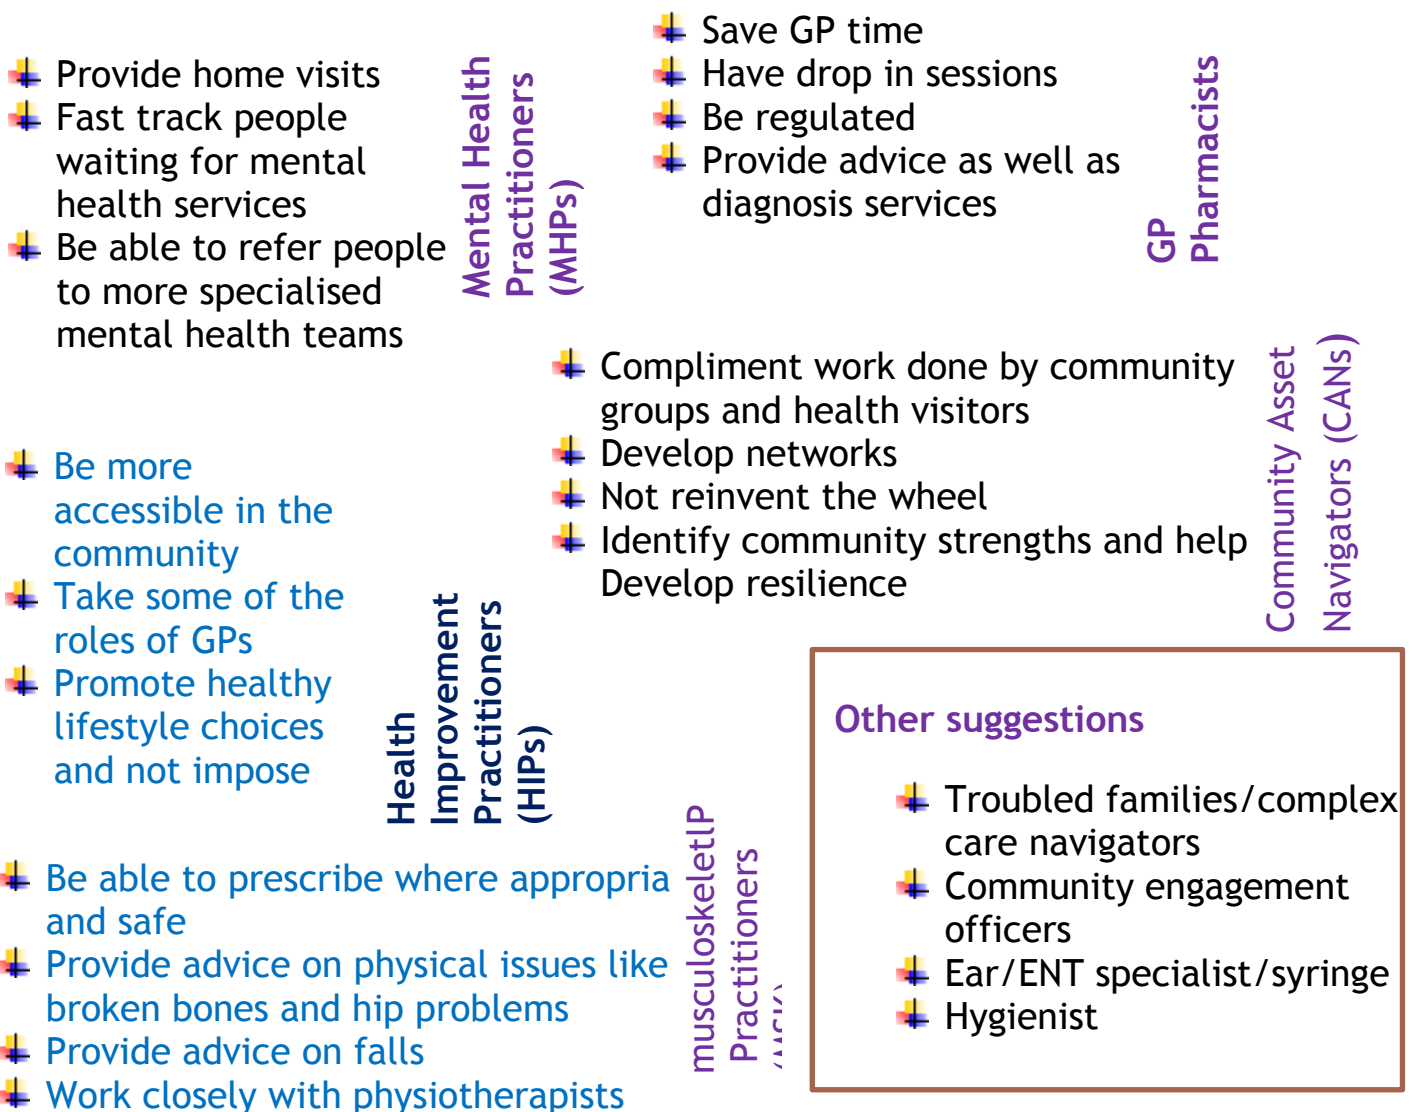 Provide home visits
Fast track people
waiting for mental
health services
Be able to refer people
to more specialised
mental health teams
Mental Health
Practitioners
(MHPs)
Save GP time
Have drop in sessions
Be regulated
Provide advice as well as
diagnosis services
GP
Pharmacists
Compliment work done by community
groups and health visitors
Develop networks
Not reinvent the wheel
Identify community strengths and help
Develop resilience
Community Asset
Navigators (CANs)
Be more
accessible in the
community
Take some of the
roles of GPs
Promote healthy
lifestyle choices
and not impose
Health
Improvement
Practitioners
(HIPs)
Be able to prescribe where appropria
and safe
Provide advice on physical issues like
broken bones and hip problems
Provide advice on falls
Work closely with physiotherapists
musculoskeletlP
Practitioners
Other suggestions
Troubled families/complex
care navigators
Community engagement
officers
Ear/ENT specialist/syringe
Hygienist